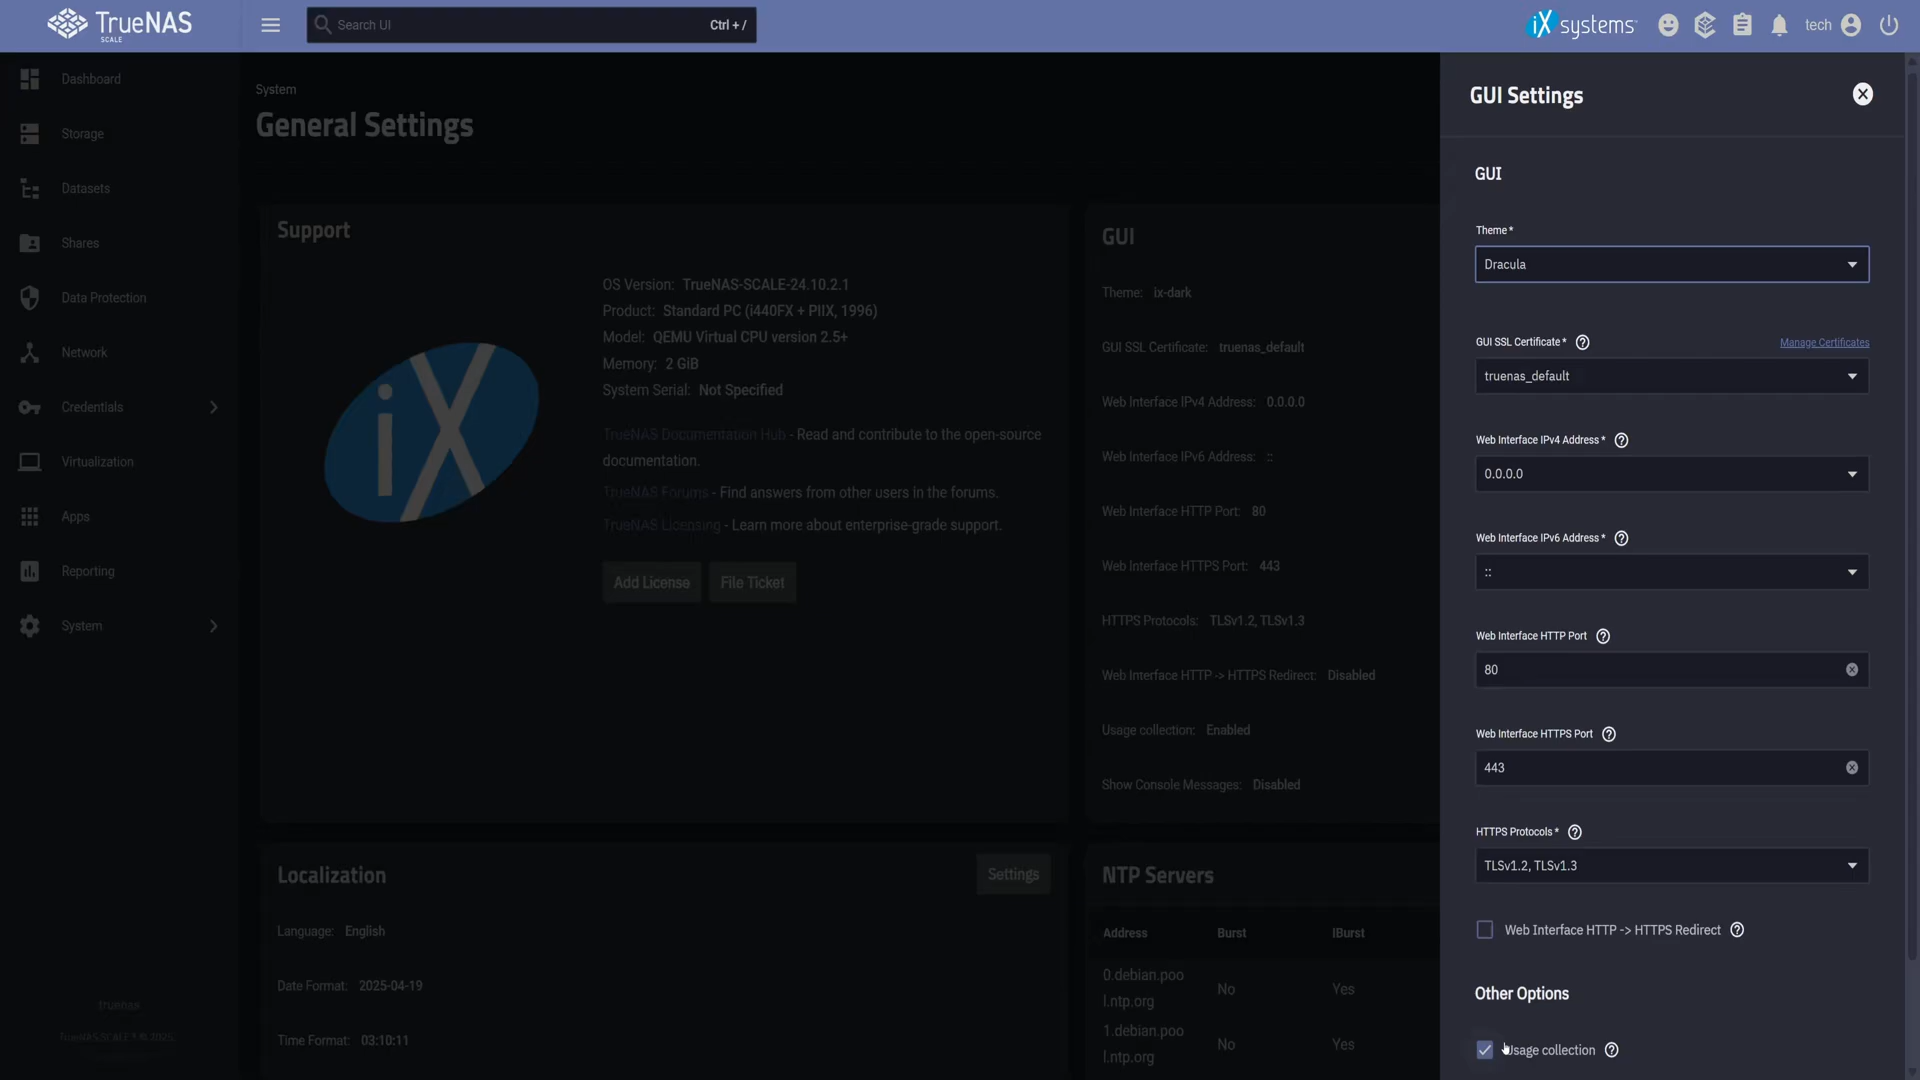 TrueNAS
SCALE
Search UI
Ctrl + /
iXsystems
tech
Dashboard
Storage
Datasets
Shares
Data Protection
Network
Credentials
Virtualization
Apps
Reporting
System
truenas
TrueNAS SCALE ® © 2025
System
General Settings
Support
iX
OS Version: TrueNAS-SCALE-24.10.2.1
Product: Standard PC (i440FX + PIIX, 1996)
Model: QEMU Virtual CPU version 2.5+
Memory: 2 GiB
System Serial: Not Specified
TrueNAS Documentation Hub - Read and contribute to the open-source
documentation.
TrueNAS Forums - Find answers from other users in the forums.
TrueNAS Licensing - Learn more about enterprise-grade support.
Add License
File Ticket
GUI
Theme: ix-dark
GUI SSL Certificate: truenas_default
Web Interface IPv4 Address: 0.0.0.0
Web Interface IPv6 Address: ::
Web Interface HTTP Port: 80
Web Interface HTTPS Port: 443
HTTPS Protocols: TLSv1.2, TLSv1.3
Web Interface HTTP -> HTTPS Redirect: Disabled
Usage collection: Enabled
Show Console Messages: Disabled
Localization
Settings
Language: English
Date Format: 2025-04-19
Time Format: 03:10:11
NTP Servers
Address Burst IBurst
0.debian.poo
l.ntp.org
No Yes
1.debian.poo
l.ntp.org
No Yes
GUI Settings
GUI
Theme *
Dracula
GUI SSL Certificate *
Manage Certificates
truenas_default
Web Interface IPv4 Address *
0.0.0.0
Web Interface IPv6 Address *
::
Web Interface HTTP Port
80
Web Interface HTTPS Port
443
HTTPS Protocols *
TLSv1.2, TLSv1.3
Web Interface HTTP -> HTTPS Redirect
Other Options
Usage collection